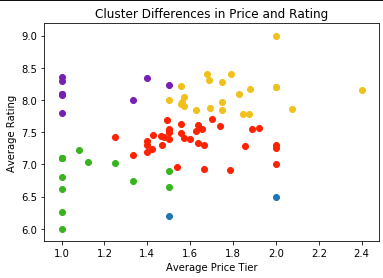 Cluster Differences in Price and Rating
9.0
8.5
8.0
7.5
7.0
6.5
6.0
Average Rating
1.0 1.2 1.4 1.6 1.8 2.0 2.2 2.4
Average Price Tier